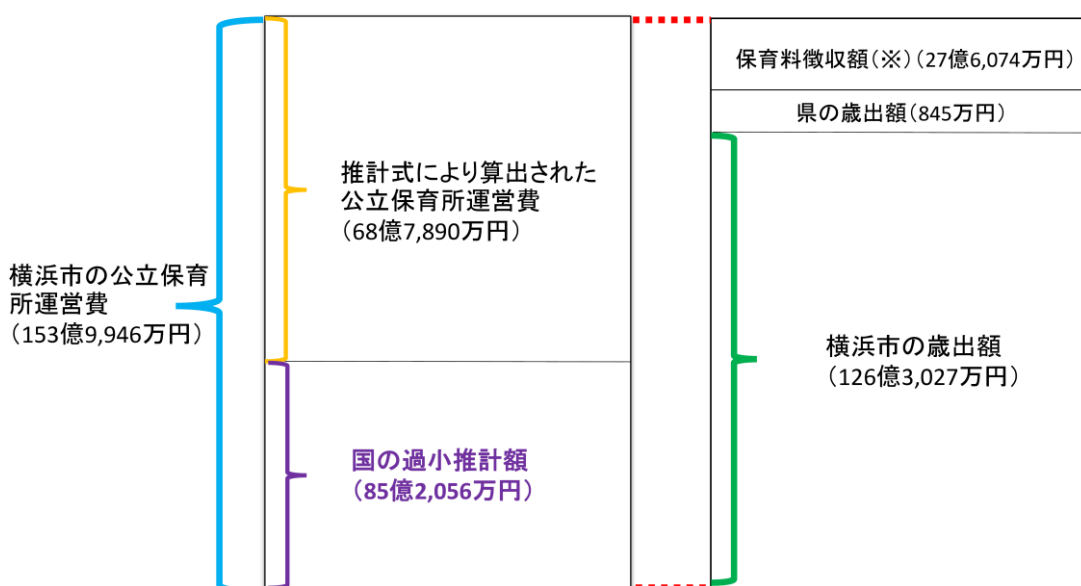 保育料徴収額(※)(27億6,074万円)
県の歳出額(845万円)
推計式により算出された
公立保育所運営費
(68億7,890万円)
横浜市の公立保育
所運営費
(153億9,946万円)
横浜市の歳出額
(126億3,027万円)
国の過小推計額
(85億2,056万円)